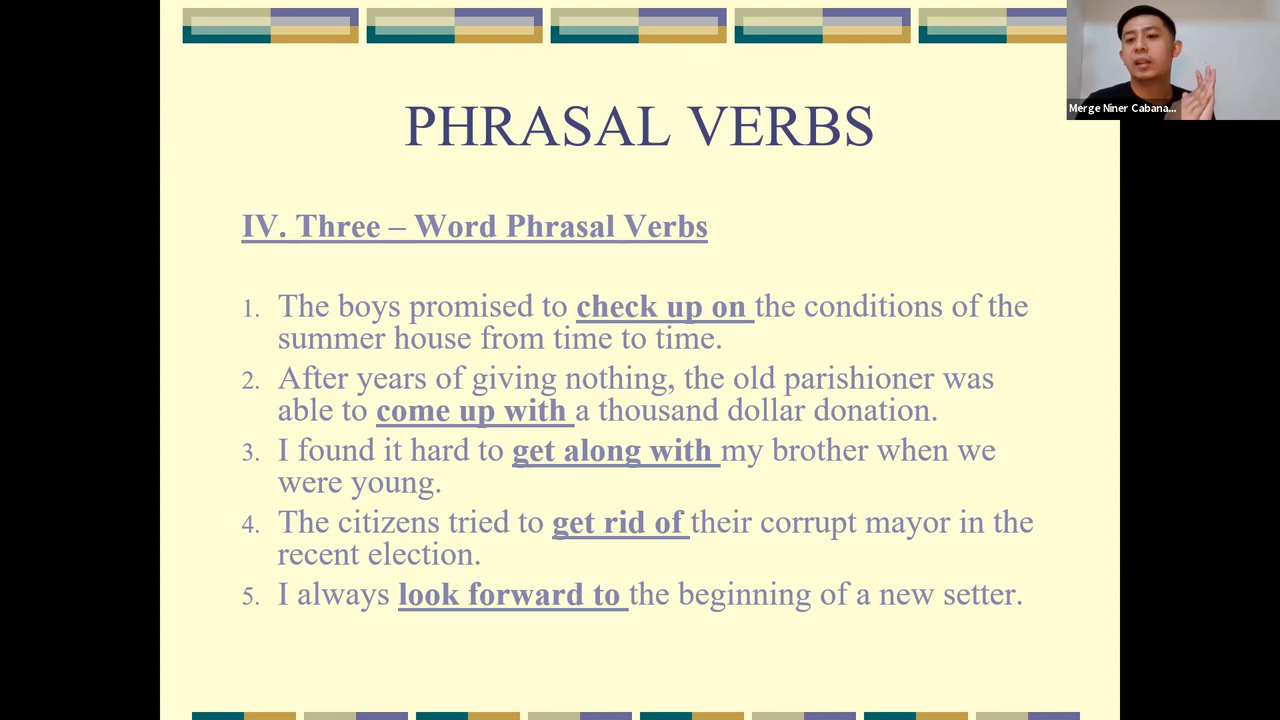 Merge Niner Cabana...
PHRASAL VERBS
IV. Three – Word Phrasal Verbs
1. The boys promised to check up on the conditions of the
summer house from time to time.
2. After years of giving nothing, the old parishioner was
able to come up with a thousand dollar donation.
3. I found it hard to get along with my brother when we
were young.
4. The citizens tried to get rid of their corrupt mayor in the
recent election.
5. I always look forward to the beginning of a new setter.